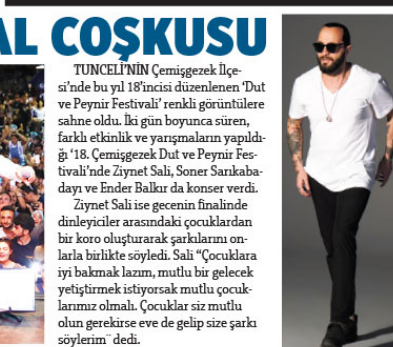 AL COŞKUSU
TUNCELİ'NİN Çemişgezek İlçe-
si'nde bu yıl 18'incisi düzenlenen 'Dut
ve Peynir Festivali' renkli görüntülere
sahne oldu. İki gün boyunca süren,
farklı etkinlik ve yarışmaların yapıldı-
ğı '18. Çemişgezek Dut ve Peynir Fes-
tivali'nde Ziynet Sali, Soner Sarıkaba-
dayı ve Ender Balkır da konser verdi.
Ziynet Sali ise gecenin finalinde
dinleyiciler arasındaki çocuklardan
bir koro oluşturarak şarkılarını on-
larla birlikte söyledi. Sali "Çocuklara
iyi bakmak lazım, mutlu bir gelecek
yetiştirmek istiyorsak mutlu çocuk-
larımız olmalı. Çocuklar siz mutlu
olun gerekirse eve de gelip size şarkı
söylerim" dedi.